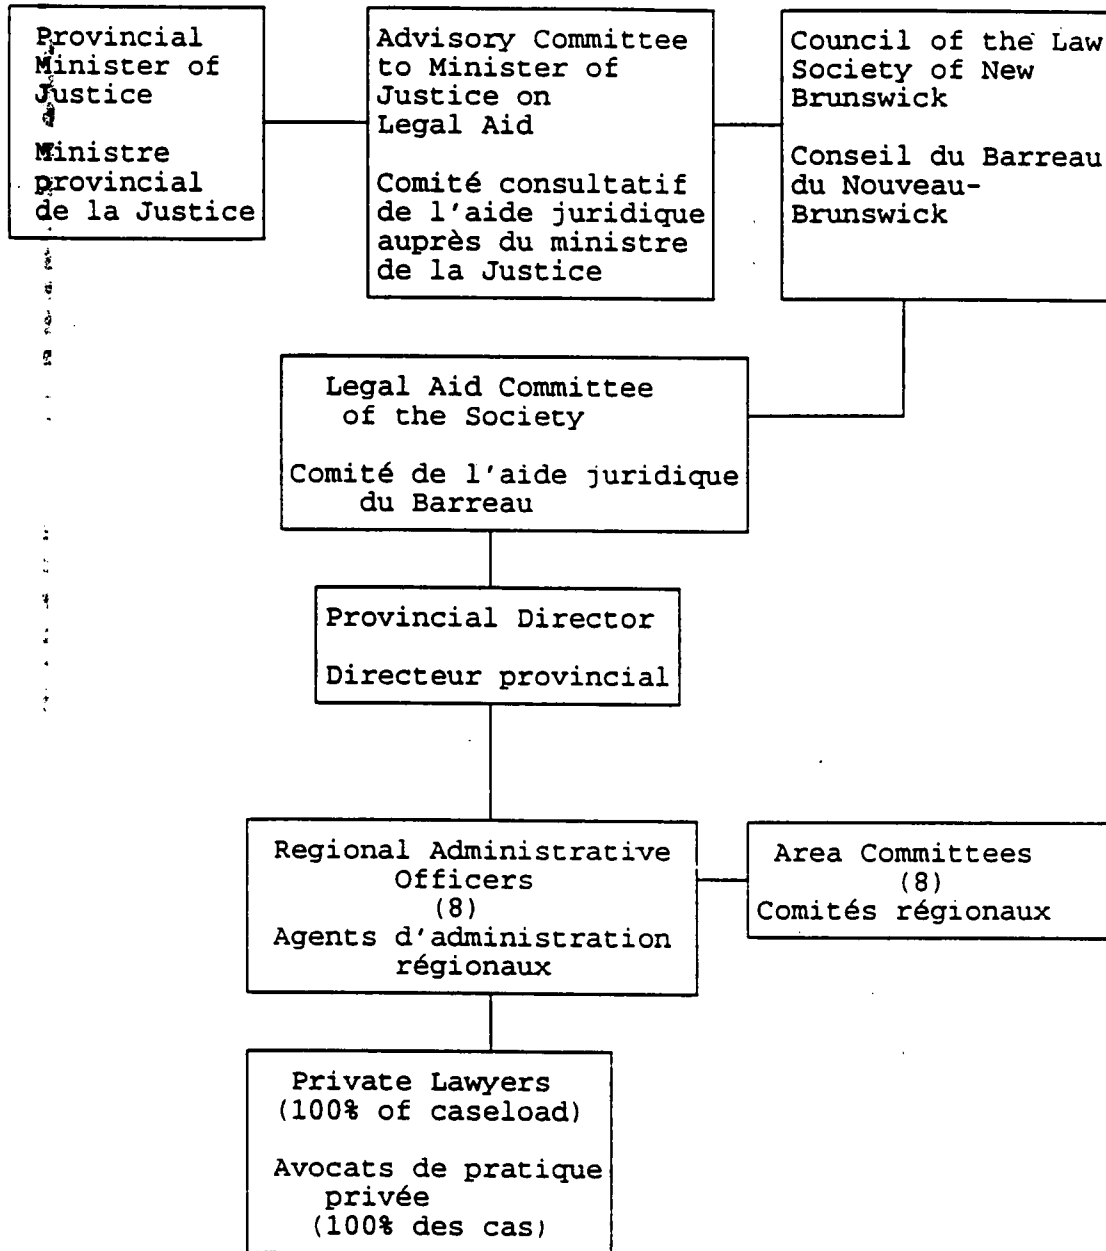 Provincial
Minister of
Justice
Ministre
provincial
de la Justice
Advisory Committee
to Minister of
Justice on
Legal Aid
Comité consultatif
de l'aide juridique
auprès du ministre
de la Justice
Council of the Law
Society of New
Brunswick
Conseil du Barreau
du Nouveau-
Brunswick
Legal Aid Committee
of the Society
Comité de l'aide juridique
du Barreau
Provincial Director
Directeur provincial
Regional Administrative
Officers
(8)
Agents d'administration
régionaux
Area Committees
(8)
Comités régionaux
Private Lawyers
(100% of caseload)
Avocats de pratique
privée
(100% des cas)